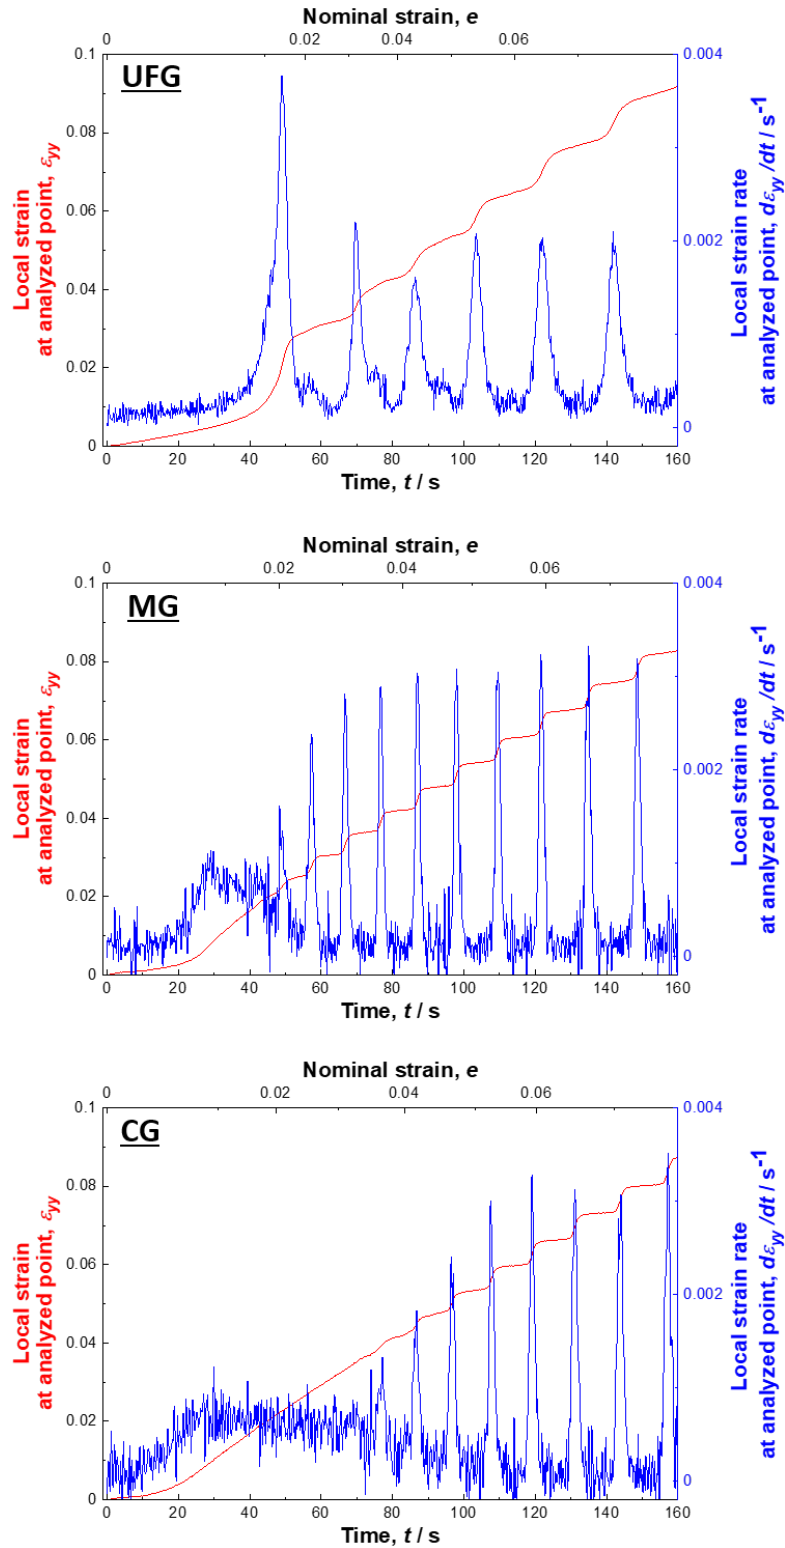 Nominal strain, e
0 0.02 0.04 0.06
UFG
0.1
0.08
0.06
0.04
0.02
0
Local strain
at analyzed point, εyy
0.004
0.002
0
Local strain rate
at analyzed point, dεyy /dt / s-1
0 20 40 60 80 100 120 140 160
Time, t / s
Nominal strain, e
0 0.02 0.04 0.06
MG
0.1
0.08
0.06
0.04
0.02
0
Local strain
at analyzed point, εyy
0.004
0.002
0
Local strain rate
at analyzed point, dεyy /dt / s-1
0 20 40 60 80 100 120 140 160
Time, t / s
Nominal strain, e
0 0.02 0.04 0.06
CG
0.1
0.08
0.06
0.04
0.02
0
Local strain
at analyzed point, εyy
0.004
0.002
0
Local strain rate
at analyzed point, dεyy /dt / s-1
0 20 40 60 80 100 120 140 160
Time, t / s